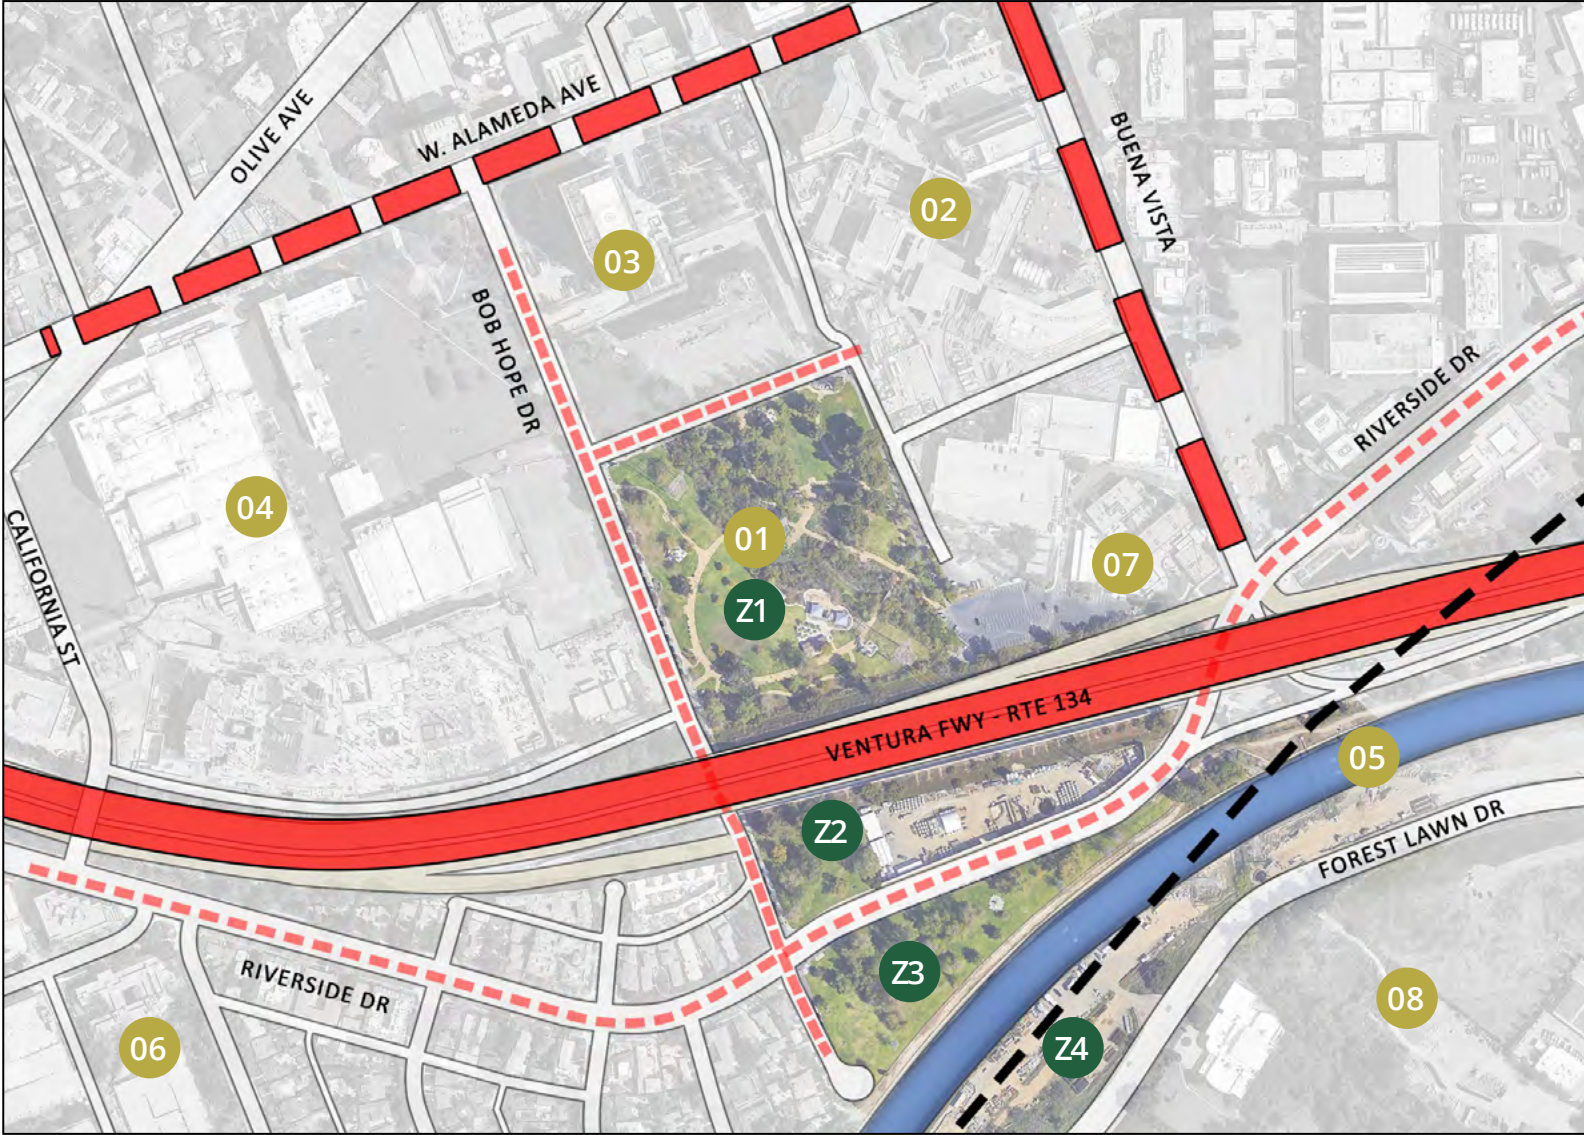 OLIVE AVE
W. ALAMEDA AVE
BUENA VISTA
02
03
BOB HOPE DR
RIVERSIDE DR
04
01
CALIFORNIA ST
07
Z1
VENTURA FWY - RTE 134
05
Z2
FOREST LAWN DR
Z3
RIVERSIDE DR
08
06
Z4